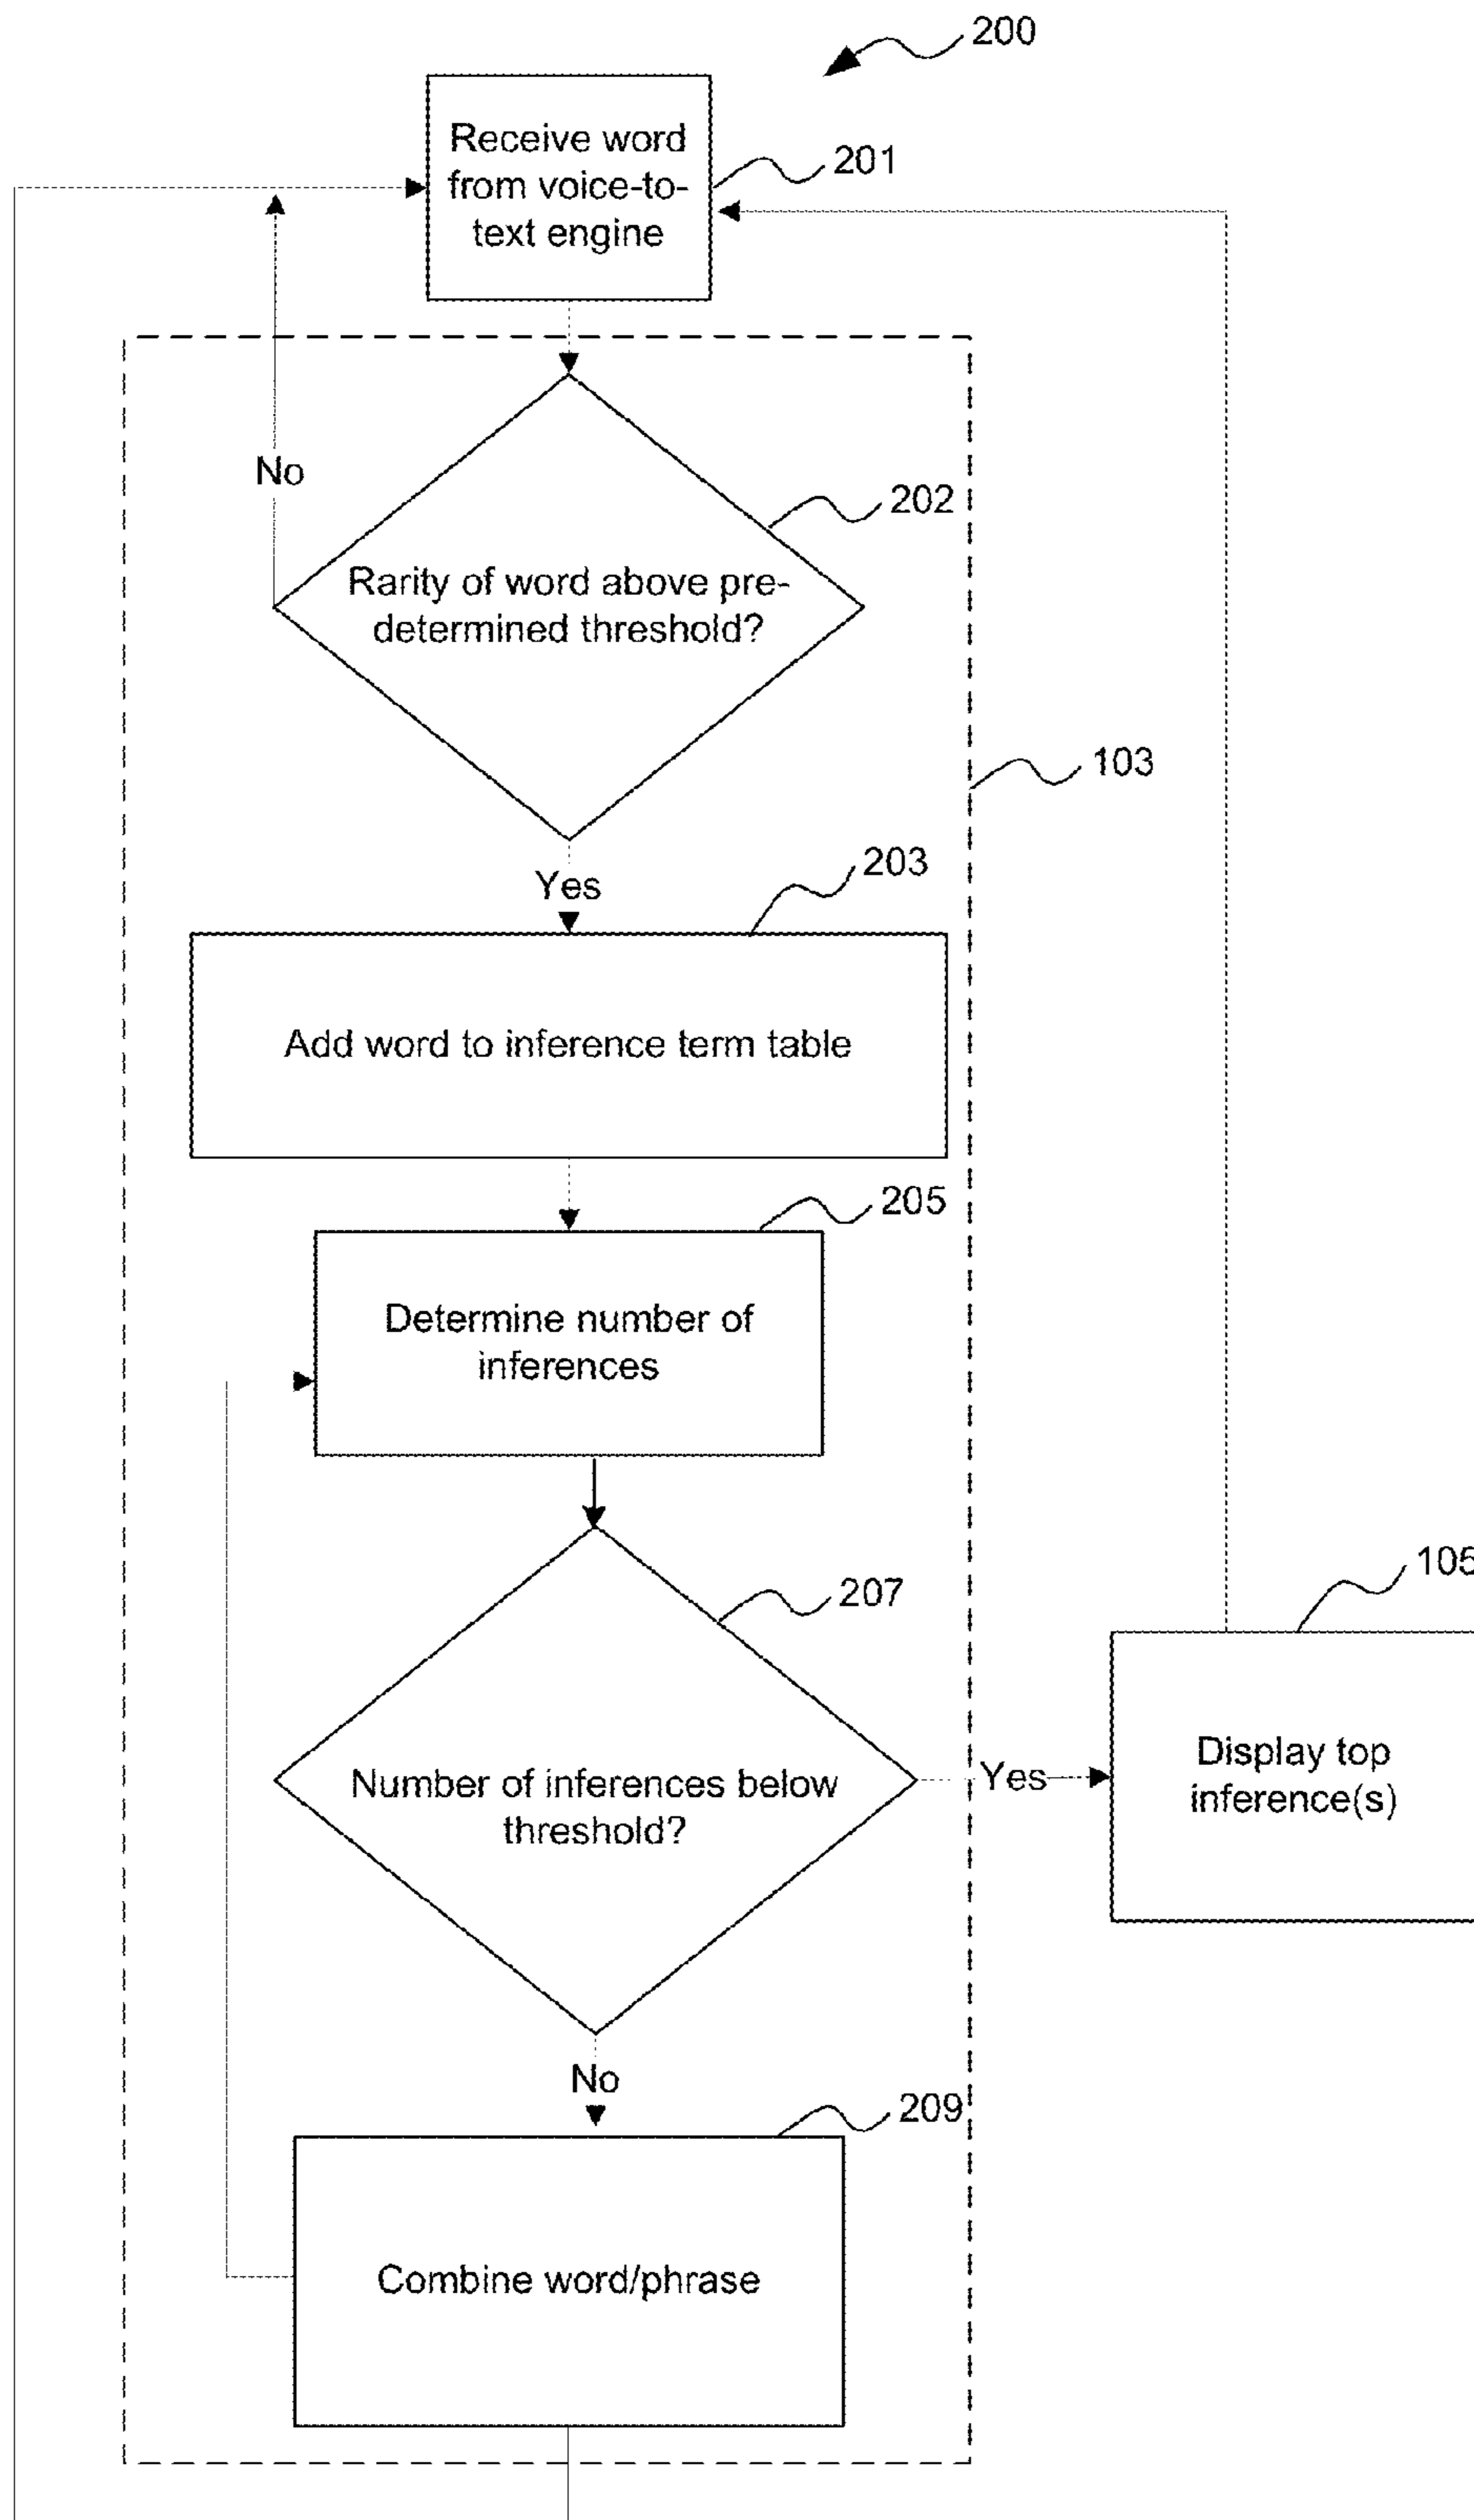 200
Receive word
from voice-to-
text engine
201
No
202
Rarity of word above pre-
determined threshold?
103
Yes
203
Add word to inference term table
205
Determine number of
inferences
207
105
Number of inferences below
threshold?
Yes
Display top
inference(s)
No
209
Combine word/phrase